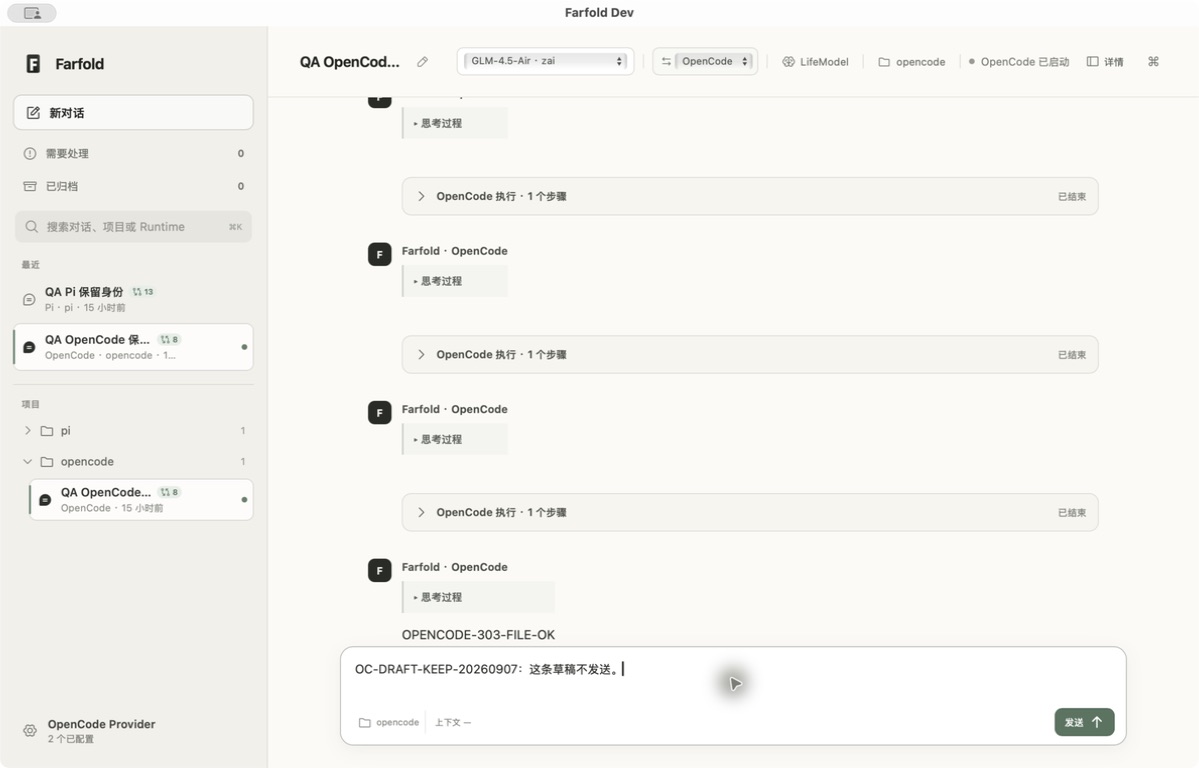 Farfold Dev
Farfold
新对话
需要处理 0
已归档 0
搜索对话、项目或 Runtime ⌘K
最近
QA Pi 保留身份 13
Pi · pi · 15 小时前
QA OpenCode 保... 8
OpenCode · opencode · 1...
项目
pi 1
opencode 1
QA OpenCode... 8
OpenCode · 15 小时前
OpenCode Provider
2 个已配置
QA OpenCod...
GLM-4.5-Air · zai
OpenCode
LifeModel
opencode
OpenCode 已启动
详情
⌘
F
思考过程
OpenCode 执行 · 1 个步骤 已结束
F Farfold · OpenCode
思考过程
OpenCode 执行 · 1 个步骤 已结束
F Farfold · OpenCode
思考过程
OpenCode 执行 · 1 个步骤 已结束
F Farfold · OpenCode
思考过程
OPENCODE-303-FILE-OK
OC-DRAFT-KEEP-20260907：这条草稿不发送。
opencode 上下文 —
发送